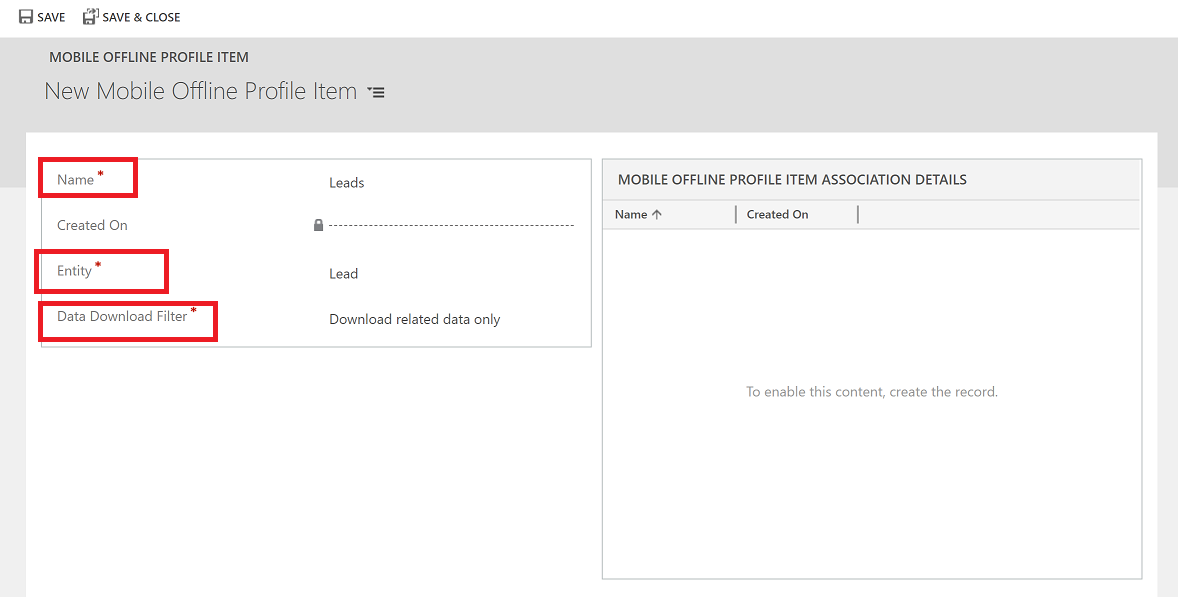 SAVE SAVE & CLOSE
MOBILE OFFLINE PROFILE ITEM
New Mobile Offline Profile Item
Name * Leads
Created On
Entity * Lead
Data Download Filter * Download related data only
MOBILE OFFLINE PROFILE ITEM ASSOCIATION DETAILS
Name ↑ Created On
To enable this content, create the record.